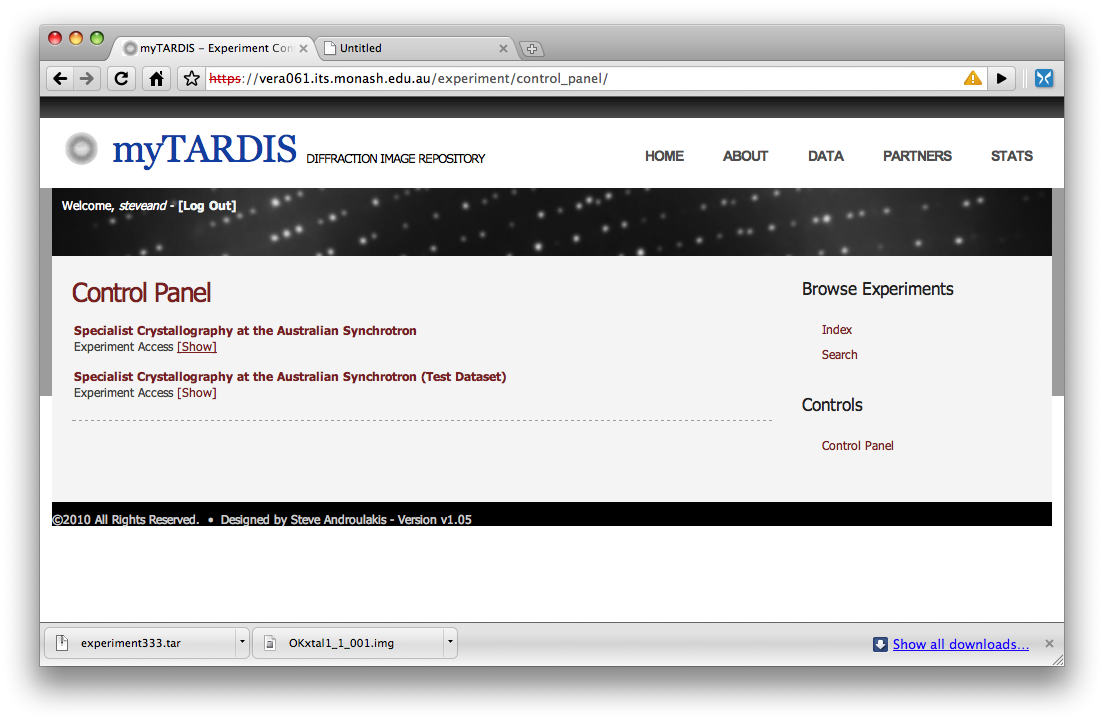 myTARDIS – Experiment Con
Untitled
https://vera061.its.monash.edu.au/experiment/control_panel/
myTARDIS DIFFRACTION IMAGE REPOSITORY
HOME ABOUT DATA PARTNERS STATS
Welcome, steveand - [Log Out]
Control Panel
Specialist Crystallography at the Australian Synchrotron
Experiment Access [Show]
Specialist Crystallography at the Australian Synchrotron (Test Dataset)
Experiment Access [Show]
Browse Experiments
Index
Search
Controls
Control Panel
©2010 All Rights Reserved. • Designed by Steve Androulakis - Version v1.05
experiment333.tar
OKxtal1_1_001.img
Show all downloads...